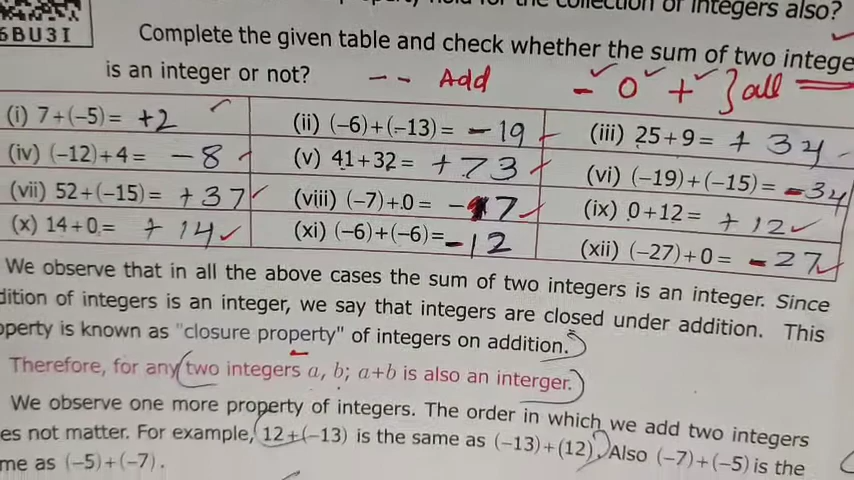 property hold for the collection of integers also?
6BU3I
Complete the given table and check whether the sum of two intege
is an integer or not? -- Add - 0 + } all
(i) 7+(−5)= +2 (ii) (−6)+(−13)= −19 (iii) 25+9= + 34
(iv) (−12)+4= −8 (v) 41+32= +73 (vi) (−19)+(−15)= −34
(vii) 52+(−15)= +37 (viii) (−7)+0= −7 (ix) 0+12= +12
(x) 14+0= + 14 (xi) (−6)+(−6)= −12 (xii) (−27)+0= −27
We observe that in all the above cases the sum of two integers is an integer. Since
dition of integers is an integer, we say that integers are closed under addition. This
operty is known as "closure property" of integers on addition.
Therefore, for any two integers a, b; a+b is also an interger.
We observe one more property of integers. The order in which we add two integers
es not matter. For example, 12+(−13) is the same as (−13)+(12). Also (−7)+(−5) is the
me as (−5)+(−7).